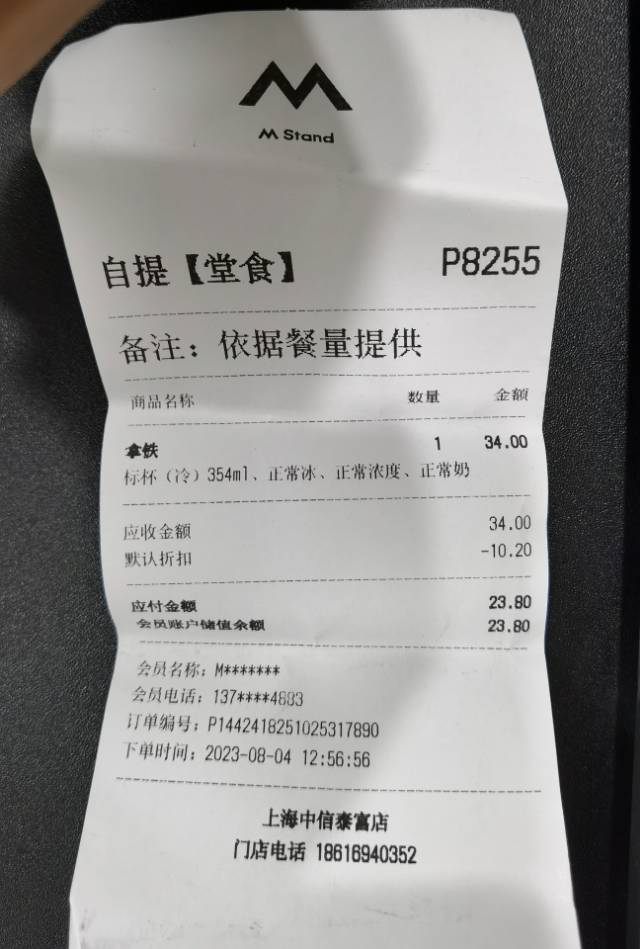 M Stand
自提【堂食】 P8255
备注：依据餐量提供
商品名称 数量 金额
拿铁 1 34.00
标杯（冷）354ml、正常冰、正常浓度、正常奶
应收金额 34.00
默认折扣 -10.20
应付金额 23.80
会员账户储值余额 23.80
会员名称：M*******
会员电话：137****4883
订单编号：P1442418251025317890
下单时间：2023-08-04 12:56:56
上海中信泰富店
门店电话 18616940352